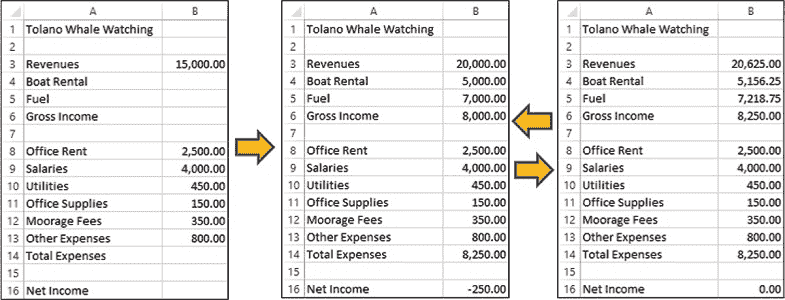 A B
1 Tolano Whale Watching
2
3 Revenues 15,000.00
4 Boat Rental
5 Fuel
6 Gross Income
7
8 Office Rent 2,500.00
9 Salaries 4,000.00
10 Utilities 450.00
11 Office Supplies 150.00
12 Moorage Fees 350.00
13 Other Expenses 800.00
14 Total Expenses
15
16 Net Income
A B
1 Tolano Whale Watching
2
3 Revenues 20,000.00
4 Boat Rental 5,000.00
5 Fuel 7,000.00
6 Gross Income 8,000.00
7
8 Office Rent 2,500.00
9 Salaries 4,000.00
10 Utilities 450.00
11 Office Supplies 150.00
12 Moorage Fees 350.00
13 Other Expenses 800.00
14 Total Expenses 8,250.00
15
16 Net Income -250.00
A B
1 Tolano Whale Watching
2
3 Revenues 20,625.00
4 Boat Rental 5,156.25
5 Fuel 7,218.75
6 Gross Income 8,250.00
7
8 Office Rent 2,500.00
9 Salaries 4,000.00
10 Utilities 450.00
11 Office Supplies 150.00
12 Moorage Fees 350.00
13 Other Expenses 800.00
14 Total Expenses 8,250.00
15
16 Net Income 0.00